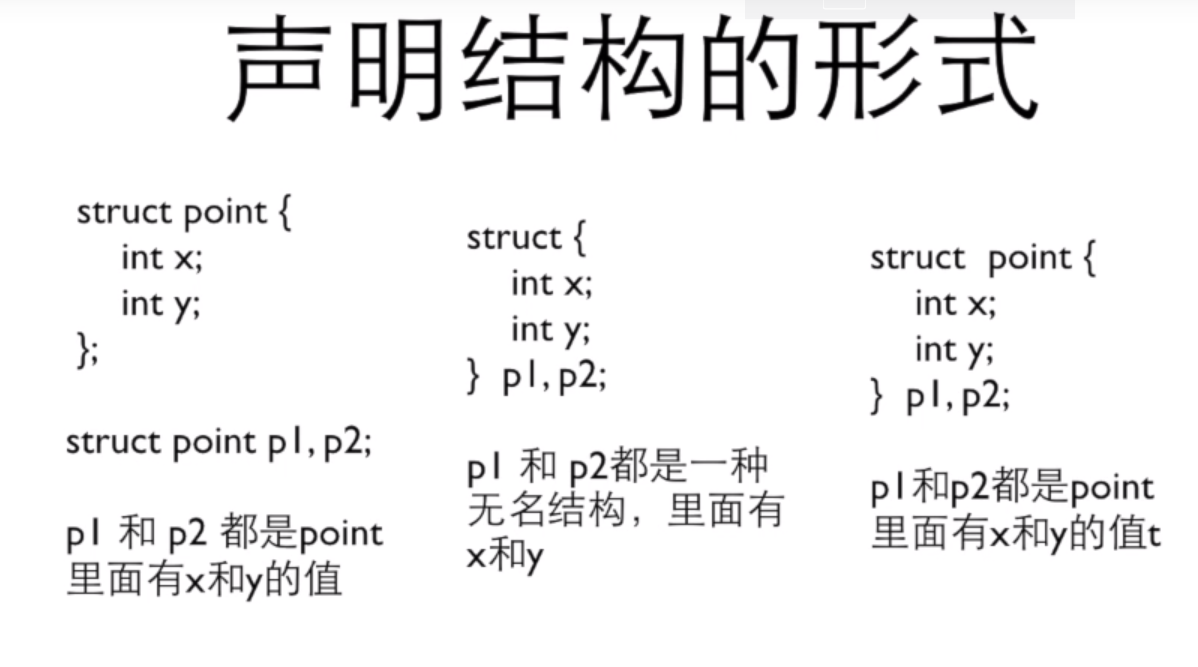 声明结构的形式
struct point {
int x;
int y;
};
struct point p1, p2;
p1 和 p2 都是point
里面有x和y的值
struct {
int x;
int y;
} p1, p2;
p1 和 p2都是一种
无名结构，里面有
x和y
struct point {
int x;
int y;
} p1, p2;
p1和p2都是point
里面有x和y的值t